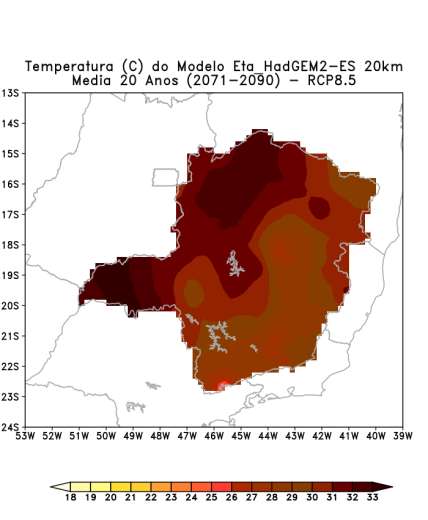 Temperatura (C) do Modelo Eta_HadGEM2-ES 20km
Media 20 Anos (2071-2090) - RCP8.5
13S
14S
15S
16S
17S
18S
19S
20S
21S
22S
23S
24S
53W 52W 51W 50W 49W 48W 47W 46W 45W 44W 43W 42W 41W 40W 39W
18 19 20 21 22 23 24 25 26 27 28 29 30 31 32 33